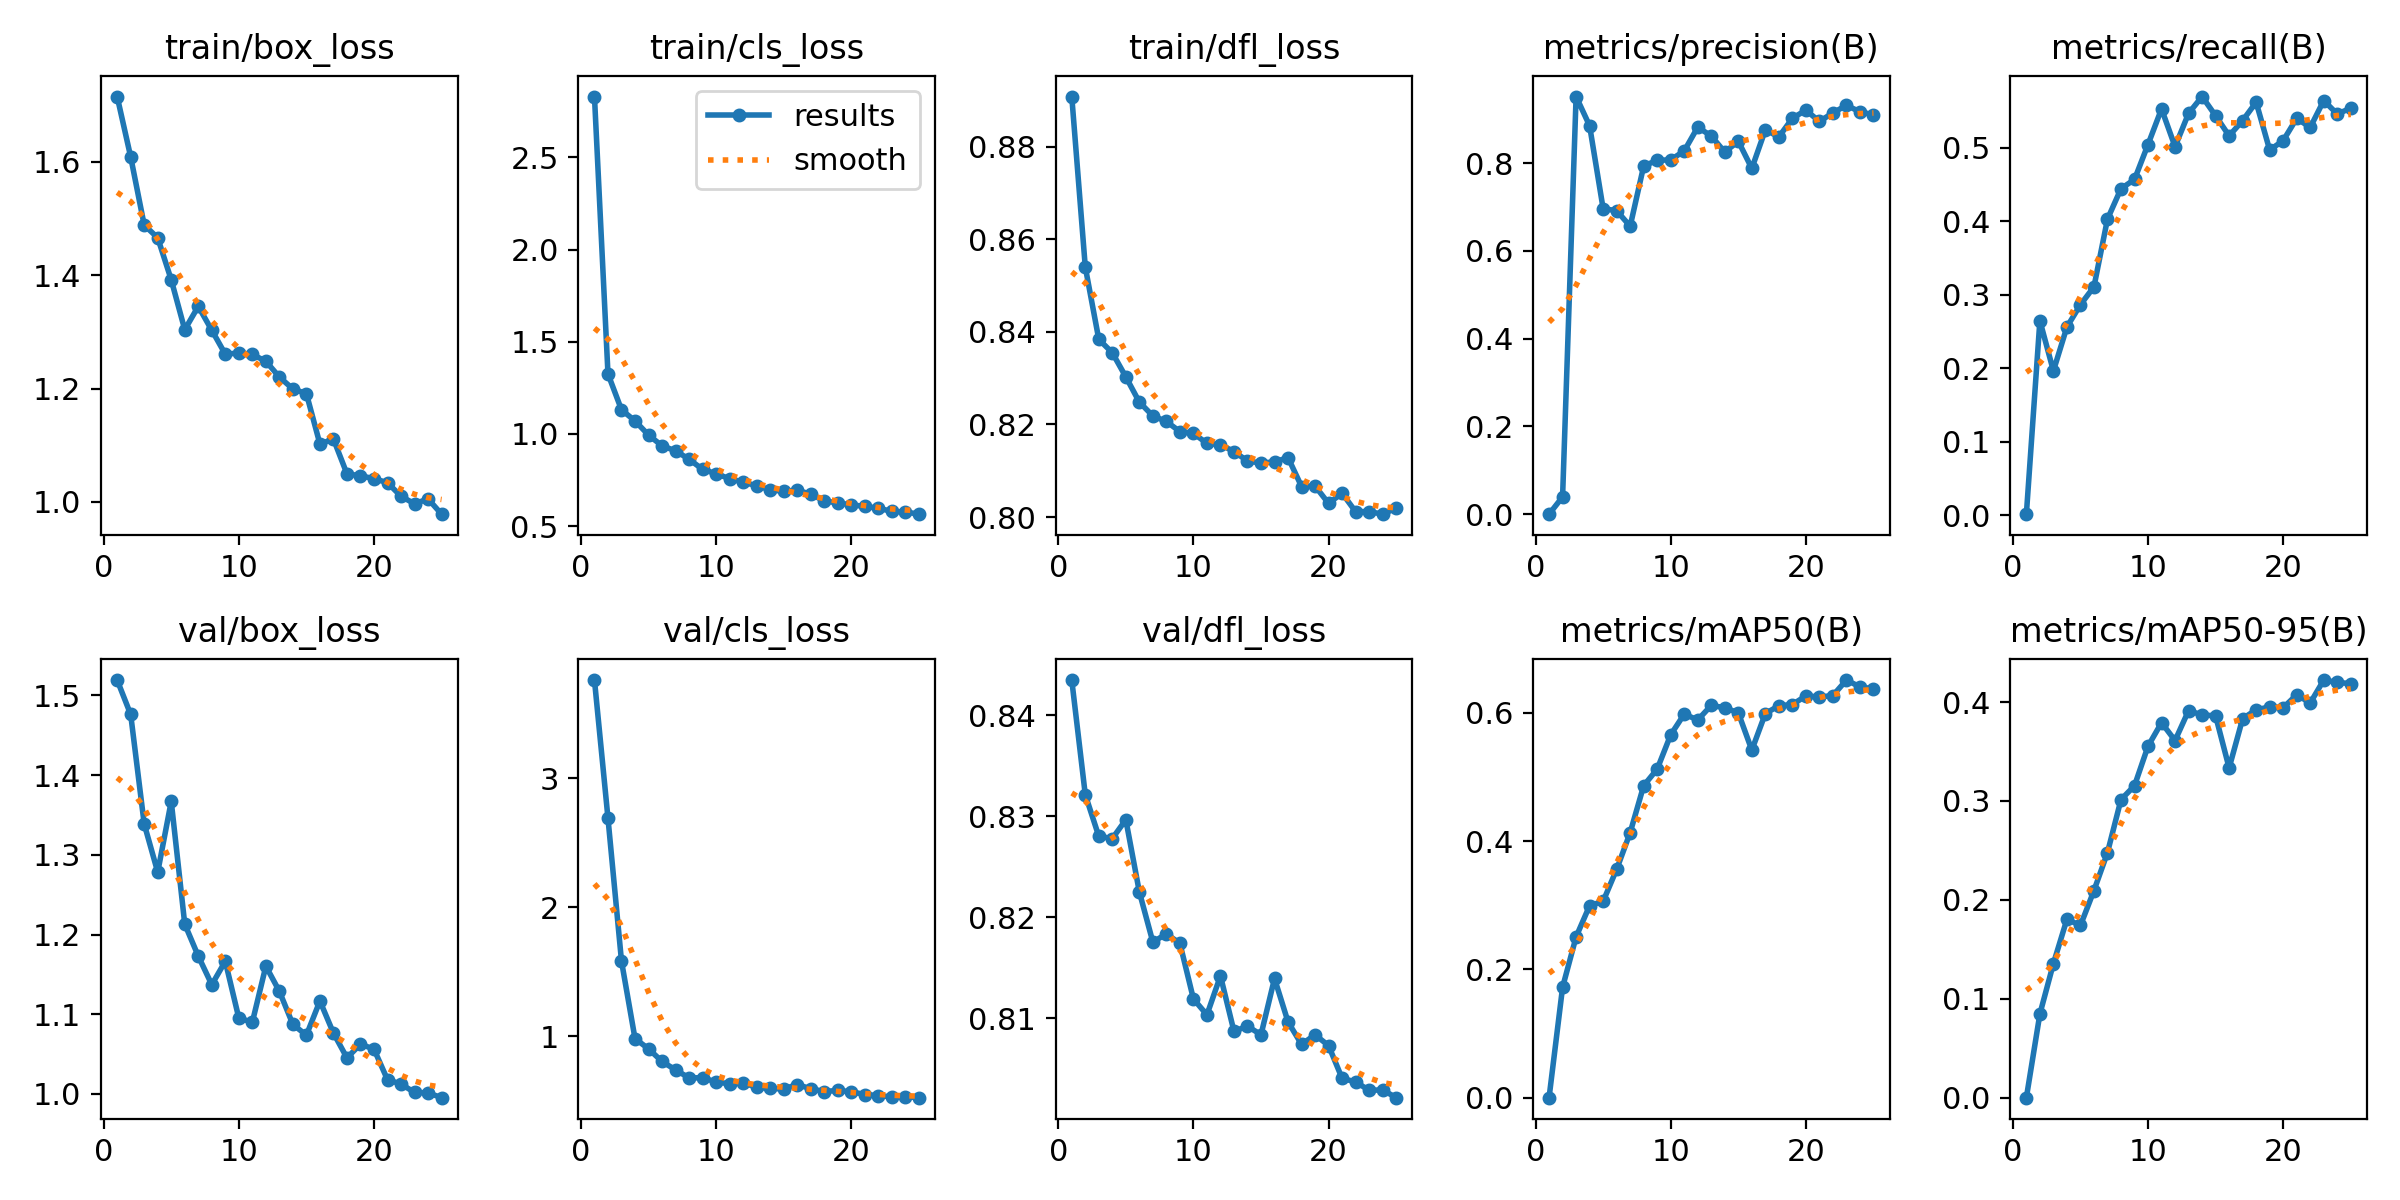 train/box_loss
1.6
1.4
1.2
1.0
0 10 20
train/cls_loss
results
smooth
2.5
2.0
1.5
1.0
0.5
0 10 20
train/dfl_loss
0.88
0.86
0.84
0.82
0.80
0 10 20
metrics/precision(B)
0.8
0.6
0.4
0.2
0.0
0 10 20
metrics/recall(B)
0.5
0.4
0.3
0.2
0.1
0.0
0 10 20
val/box_loss
1.5
1.4
1.3
1.2
1.1
1.0
0 10 20
val/cls_loss
3
2
1
0 10 20
val/dfl_loss
0.84
0.83
0.82
0.81
0 10 20
metrics/mAP50(B)
0.6
0.4
0.2
0.0
0 10 20
metrics/mAP50-95(B)
0.4
0.3
0.2
0.1
0.0
0 10 20